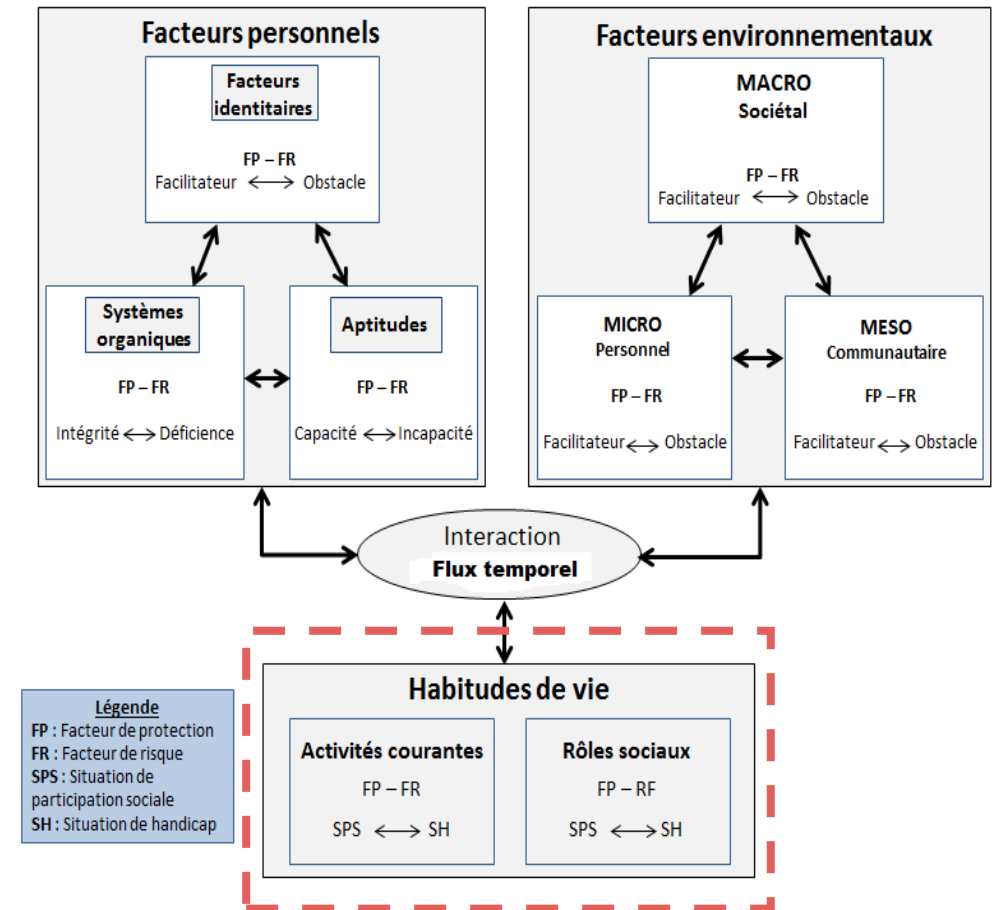 Facteurs personnels
Facteurs
identitaires
FP – FR
Facilitateur Obstacle
Systèmes
organiques
FP – FR
Intégrité Déficience
Aptitudes
FP – FR
Capacité Incapacité
Facteurs environnementaux
MACRO
Sociétal
FP – FR
Facilitateur Obstacle
MICRO
Personnel
FP – FR
Facilitateur Obstacle
MESO
Communautaire
FP – FR
Facilitateur Obstacle
Interaction
Flux temporel
Habitudes de vie
Activités courantes
FP – FR
SPS SH
Rôles sociaux
FP – RF
SPS SH
Légende
FP : Facteur de protection
FR : Facteur de risque
SPS : Situation de
participation sociale
SH : Situation de handicap